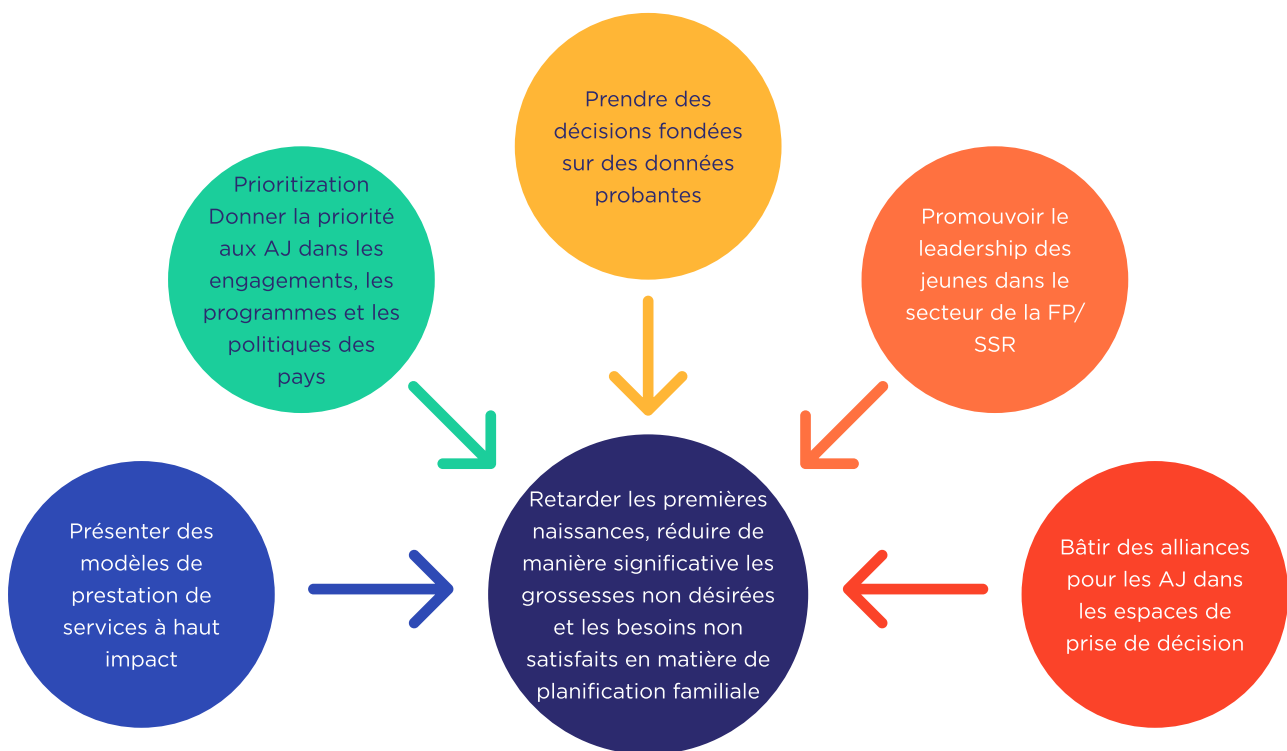 Prendre des
décisions fondées
sur des données
probantes
Prioritization
Donner la priorité
aux AJ dans les
engagements, les
programmes et les
politiques des
pays
Promouvoir le
leadership des
jeunes dans le
secteur de la FP/
SSR
Présenter des
modèles de
prestation de
services à haut
impact
Retarder les premières
naissances, réduire de
manière significative les
grossesses non désirées
et les besoins non
satisfaits en matière de
planification familiale
Bâtir des alliances
pour les AJ dans
les espaces de
prise de décision